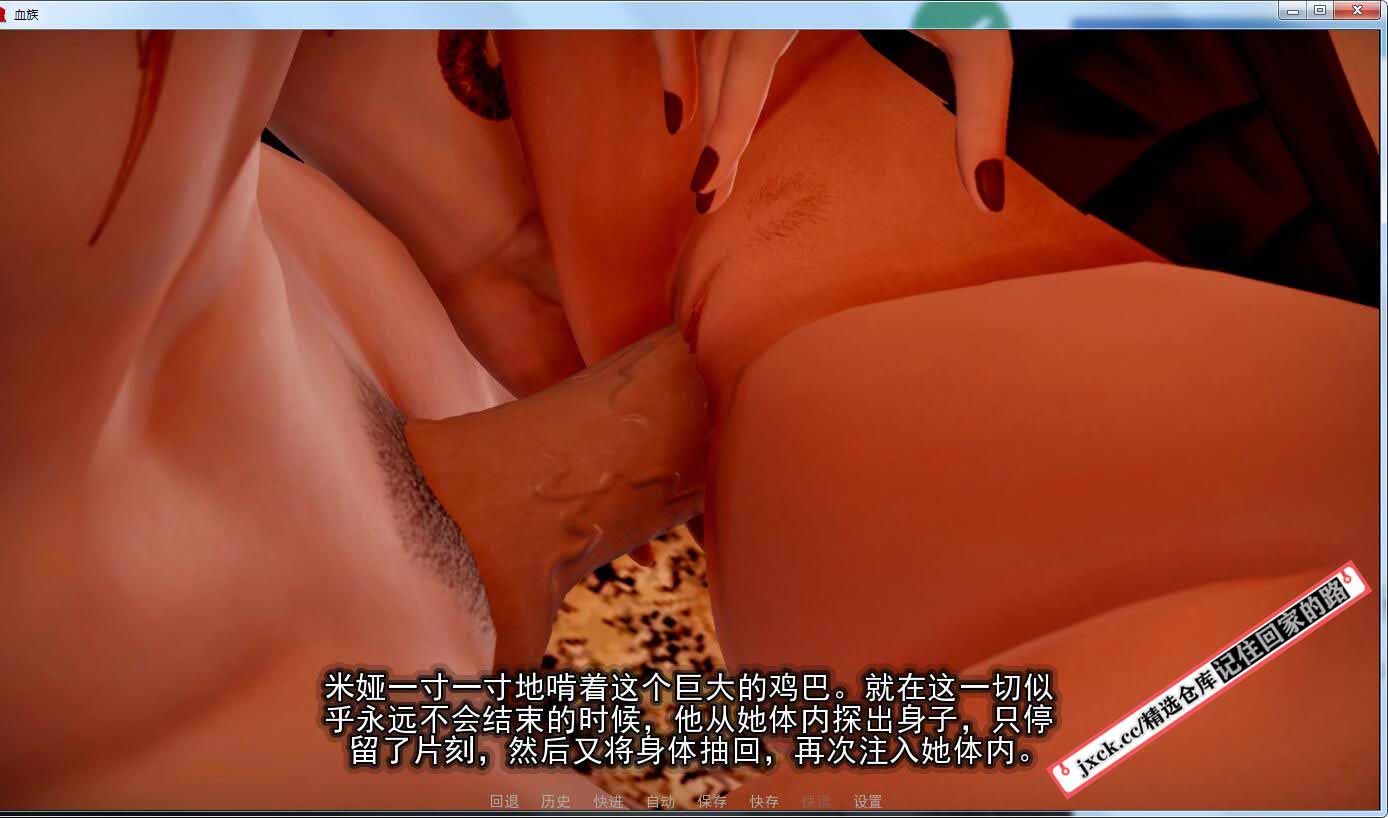 血族
米娅一寸一寸地啃着这个巨大的鸡巴。就在这一切似
乎永远不会结束的时候，他从她体内探出身子，只停
留了片刻，然后又将身体抽回，再次注入她体内。
jxck.cc/精选仓库记住回家的路
回退 历史 快进 自动 保存 快存 快读 设置